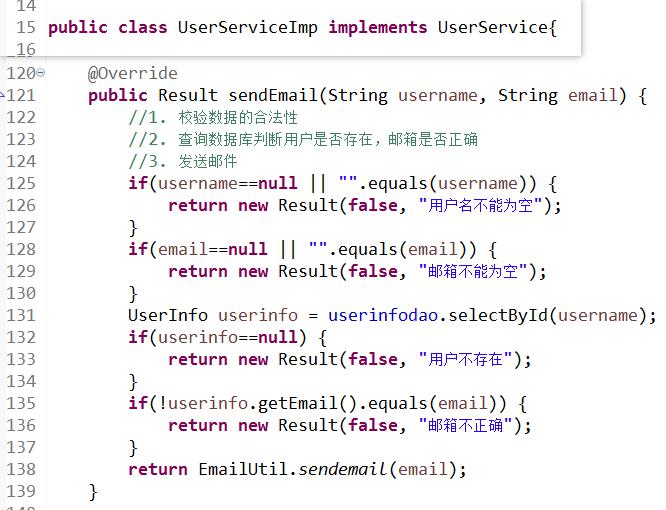 14
15 public class UserServiceImp implements UserService{
16
120 @Override
121 public Result sendEmail(String username, String email) {
122 //1. 校验数据的合法性
123 //2. 查询数据库判断用户是否存在，邮箱是否正确
124 //3. 发送邮件
125 if(username==null || "".equals(username)) {
126 return new Result(false, "用户名不能为空");
127 }
128 if(email==null || "".equals(email)) {
129 return new Result(false, "邮箱不能为空");
130 }
131 UserInfo userinfo = userinfodao.selectById(username);
132 if(userinfo==null) {
133 return new Result(false, "用户不存在");
134 }
135 if(!userinfo.getEmail().equals(email)) {
136 return new Result(false, "邮箱不正确");
137 }
138 return EmailUtil.sendemail(email);
139 }